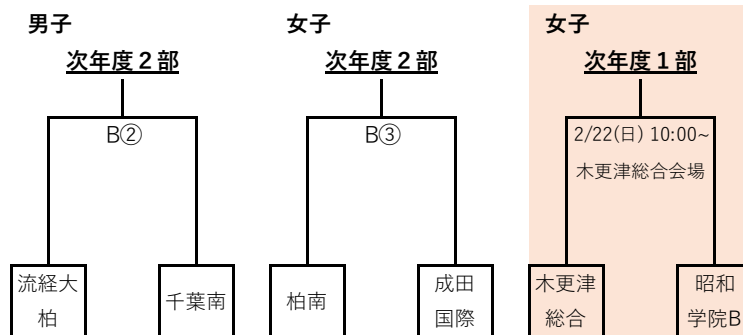 男子
次年度２部
B②
流経大
柏
千葉南
女子
次年度２部
B③
柏南
成田
国際
女子
次年度１部
2/22(日) 10:00~
木更津総合会場
木更津
総合
昭和
学院B